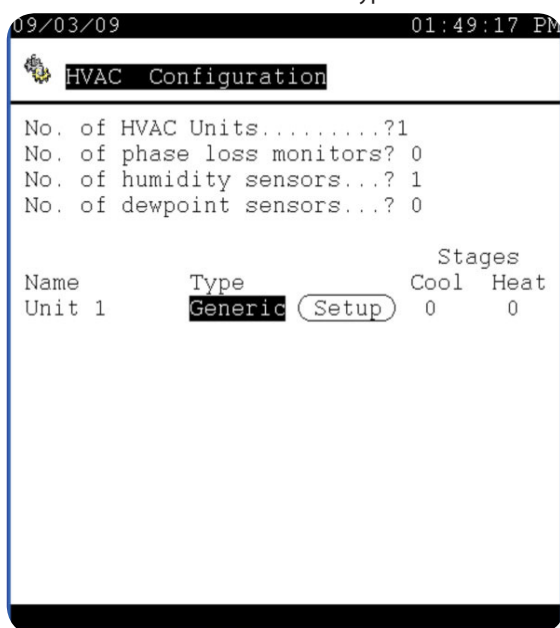 09/03/09 01:49:17 PM
HVAC Configuration
No. of HVAC Units.........?1
No. of phase loss monitors? 0
No. of humidity sensors...? 1
No. of dewpoint sensors...? 0
Stages
Name Type Cool Heat
Unit 1 Generic Setup 0 0